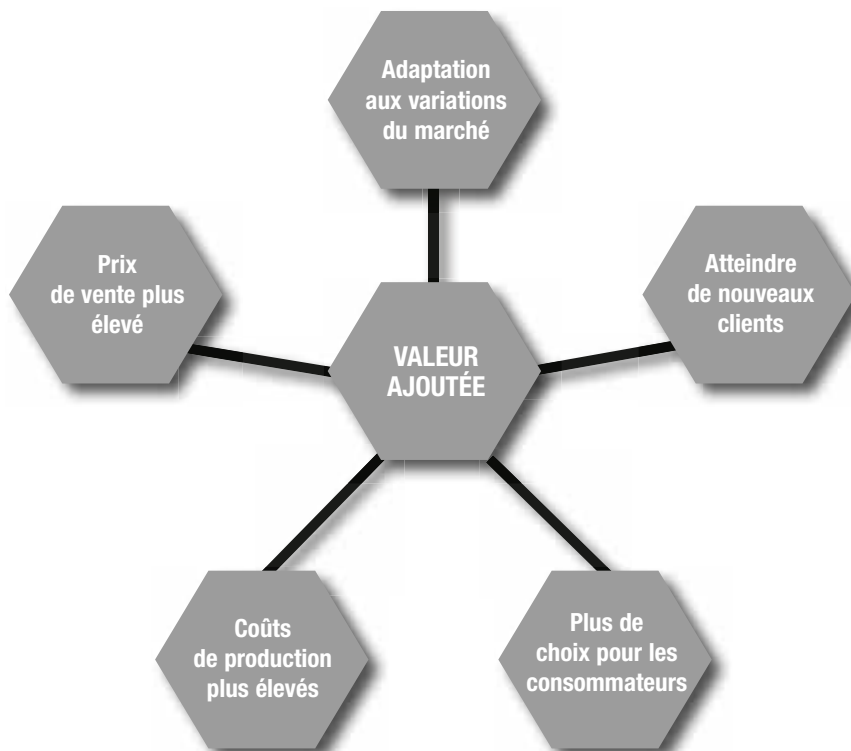 Adaptation
aux variations
du marché
Prix
de vente plus
élevé
Atteindre
de nouveaux
clients
VALEUR
AJOUTÉE
Coûts
de production
plus élevés
Plus de
choix pour les
consommateurs